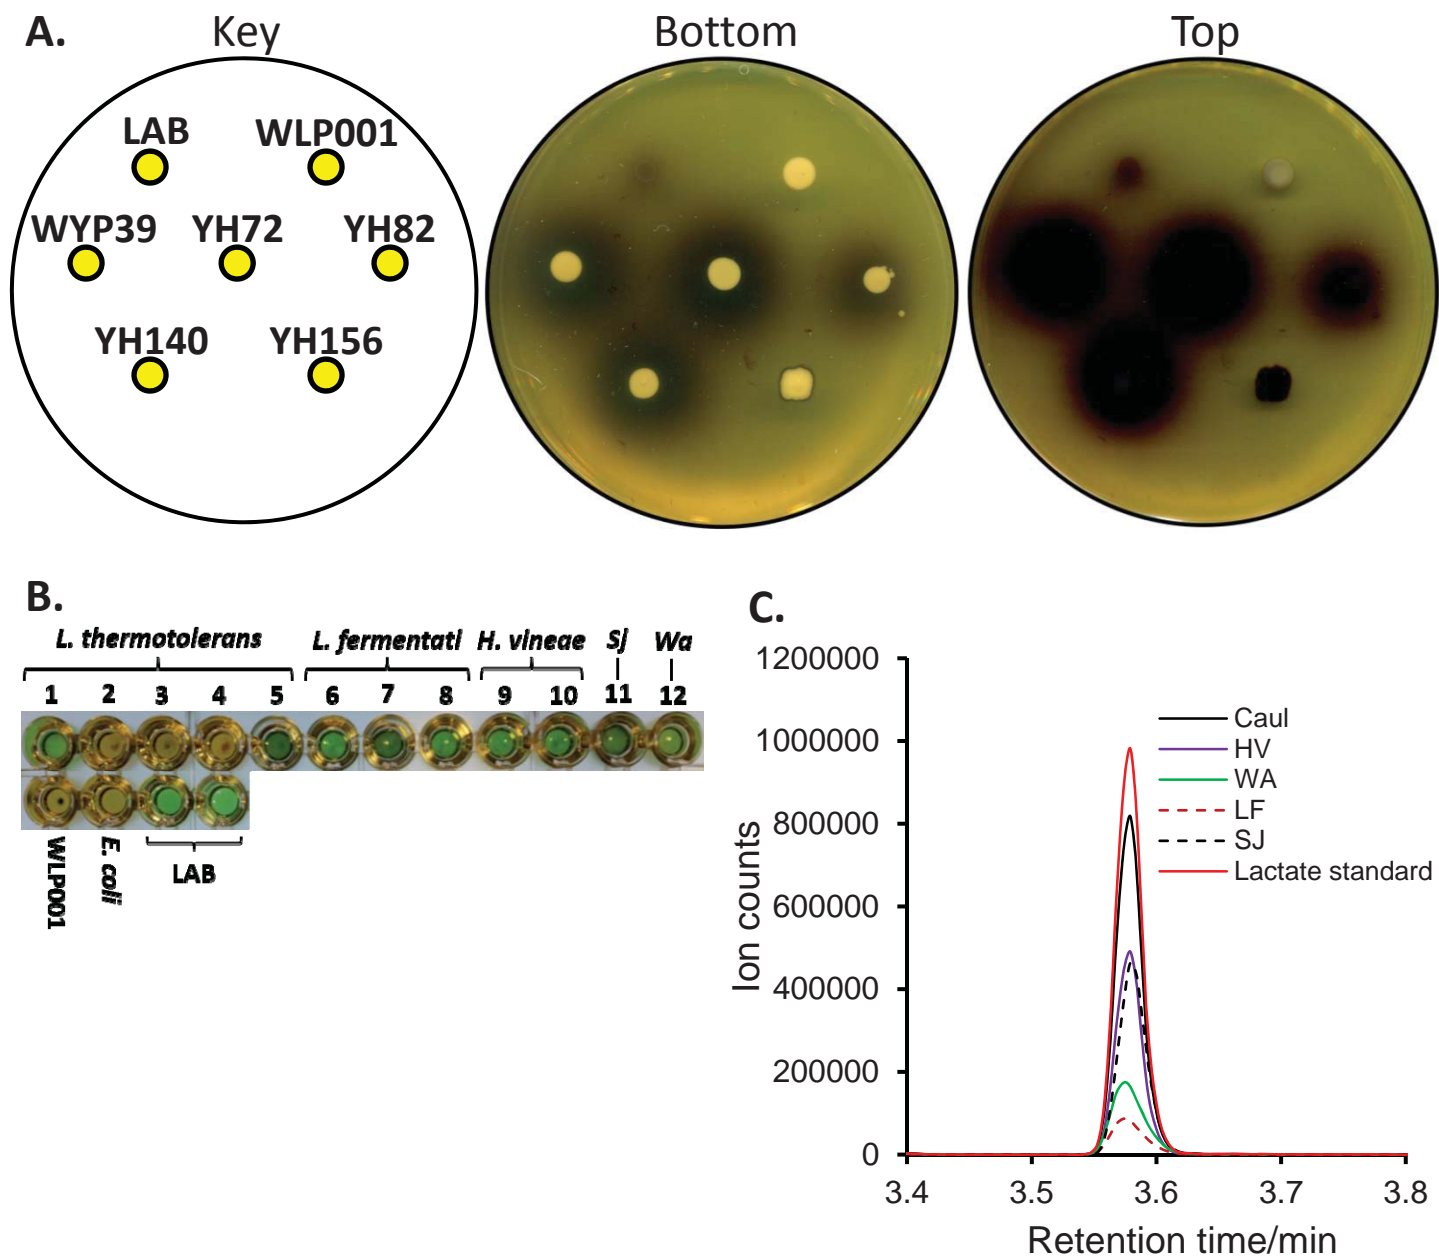 A. Key Bottom Top
LAB WLP001
WYP39 YH72 YH82
YH140 YH156
B.
L. thermotolerans L. fermentati H. vineae Sj Wa
1 2 3 4 5 6 7 8 9 10 11 12
WLP001 E. coli LAB
C.
1200000
1000000
800000
600000
400000
200000
0
Ion counts
Caul
HV
WA
LF
SJ
Lactate standard
3.4 3.5 3.6 3.7 3.8
Retention time/min